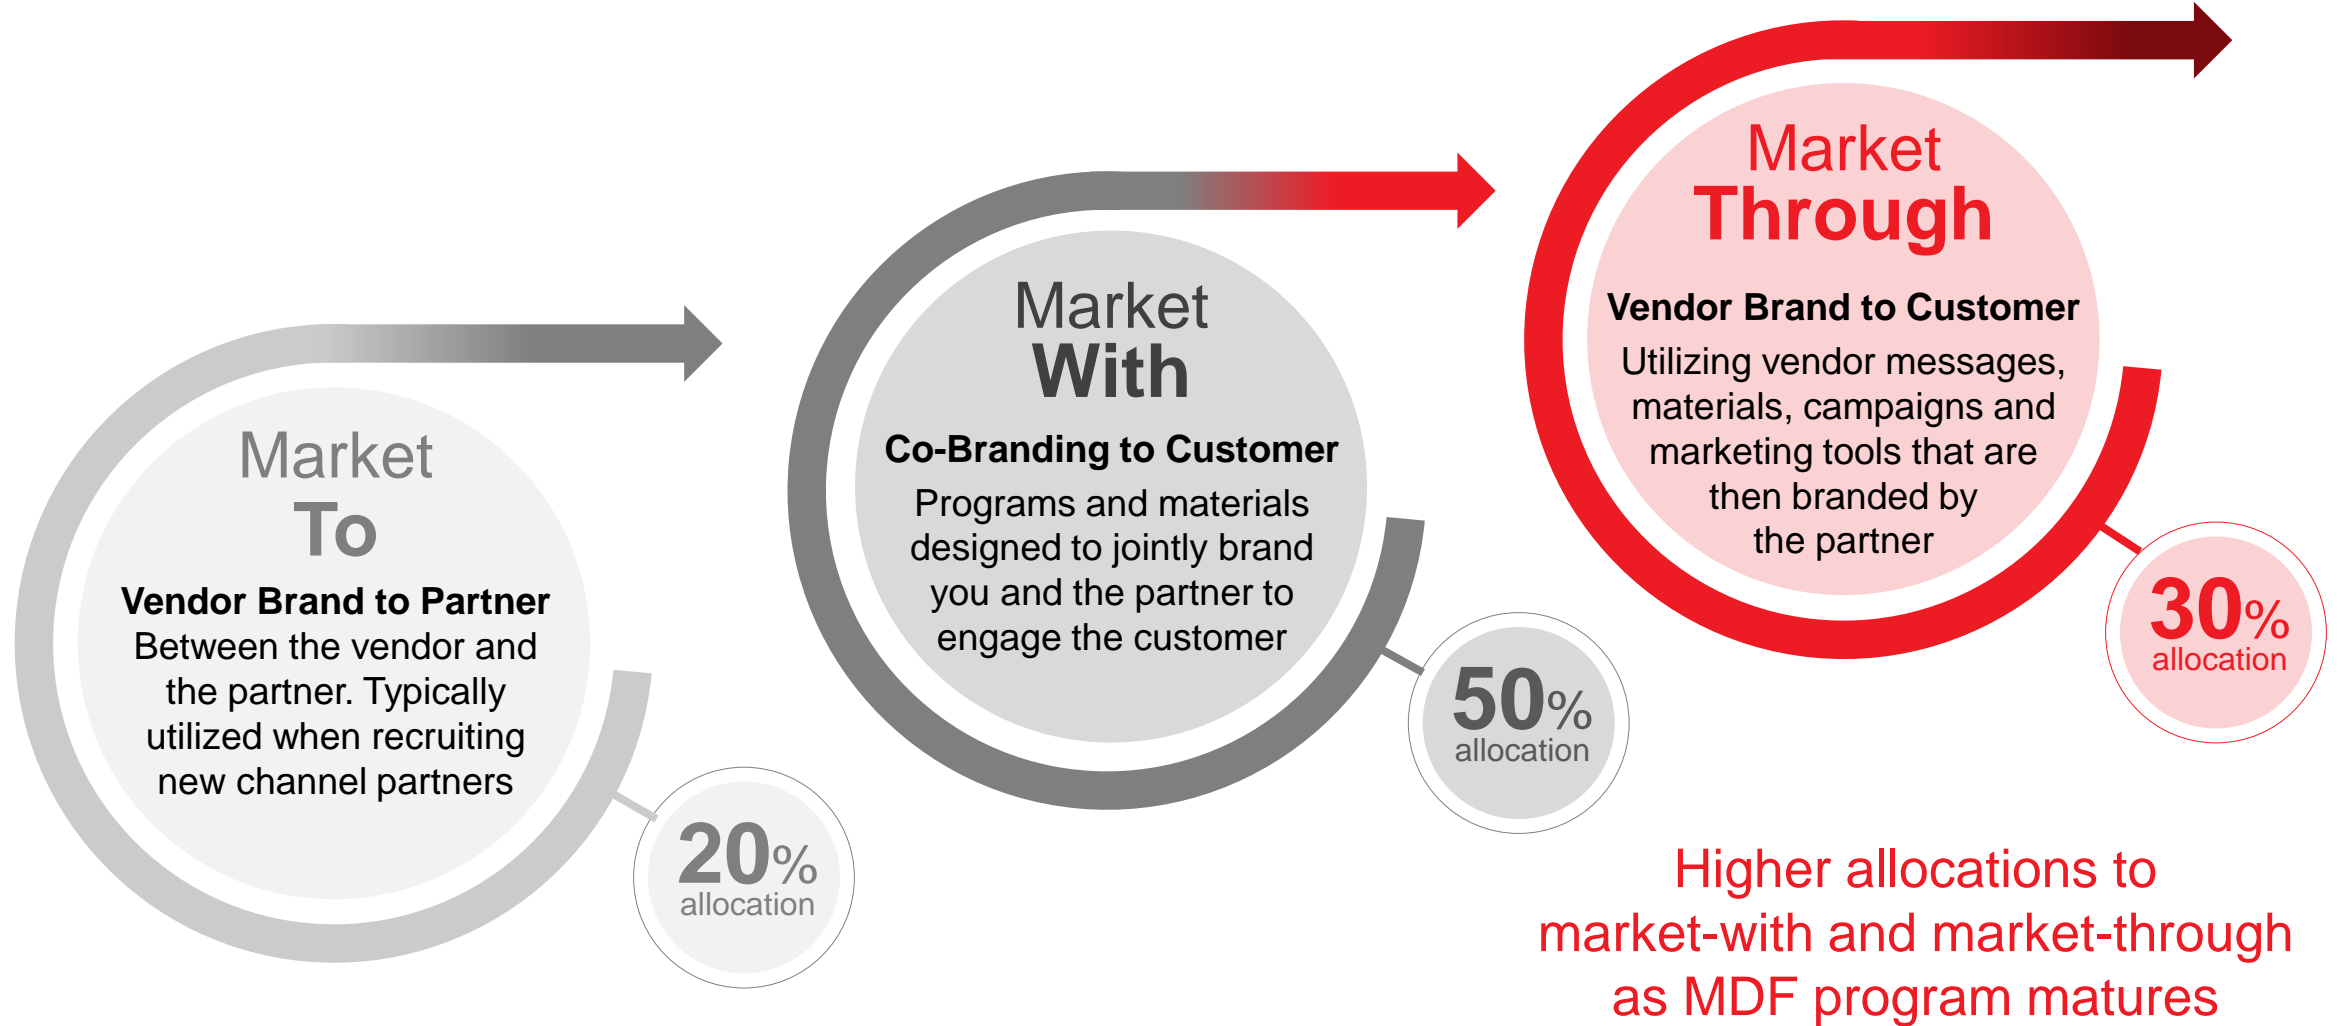 Market
To
Vendor Brand to Partner
Between the vendor and
the partner. Typically
utilized when recruiting
new channel partners
20%
allocation
Market
With
Co-Branding to Customer
Programs and materials
designed to jointly brand
you and the partner to
engage the customer
50%
allocation
Market
Through
Vendor Brand to Customer
Utilizing vendor messages,
materials, campaigns and
marketing tools that are
then branded by
the partner
30%
allocation
Higher allocations to
market-with and market-through
as MDF program matures